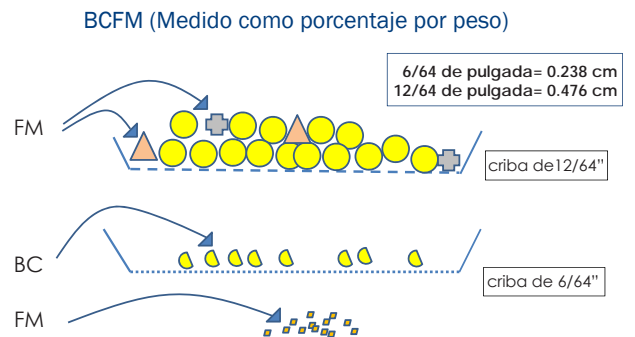 BCFM (Medido como porcentaje por peso)
6/64 de pulgada= 0.238 cm
12/64 de pulgada= 0.476 cm
FM
criba de12/64”
BC
criba de 6/64”
FM